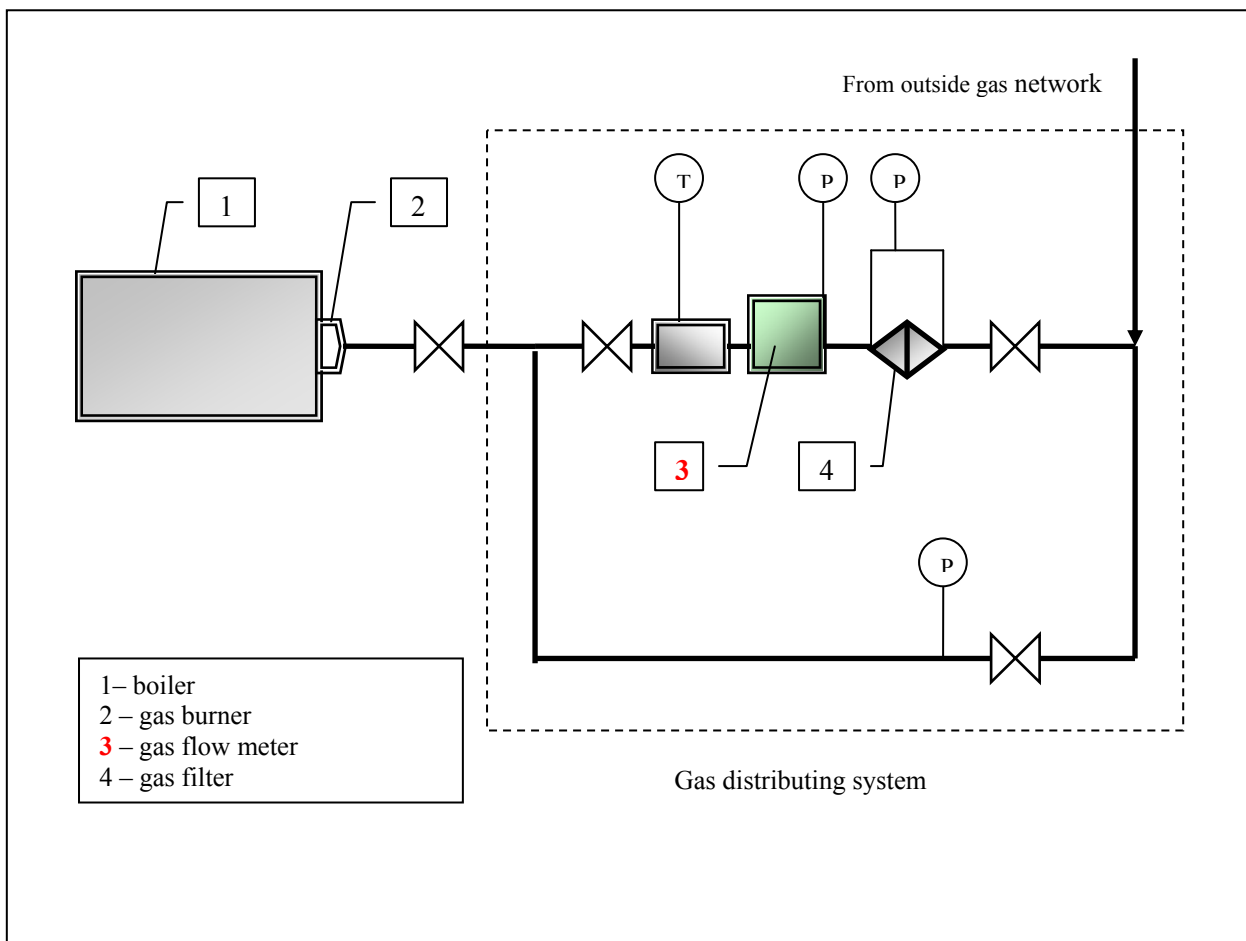 From outside gas network
T
P
P
1
2
3
4
P
1– boiler
2 – gas burner
3 – gas flow meter
4 – gas filter
Gas distributing system